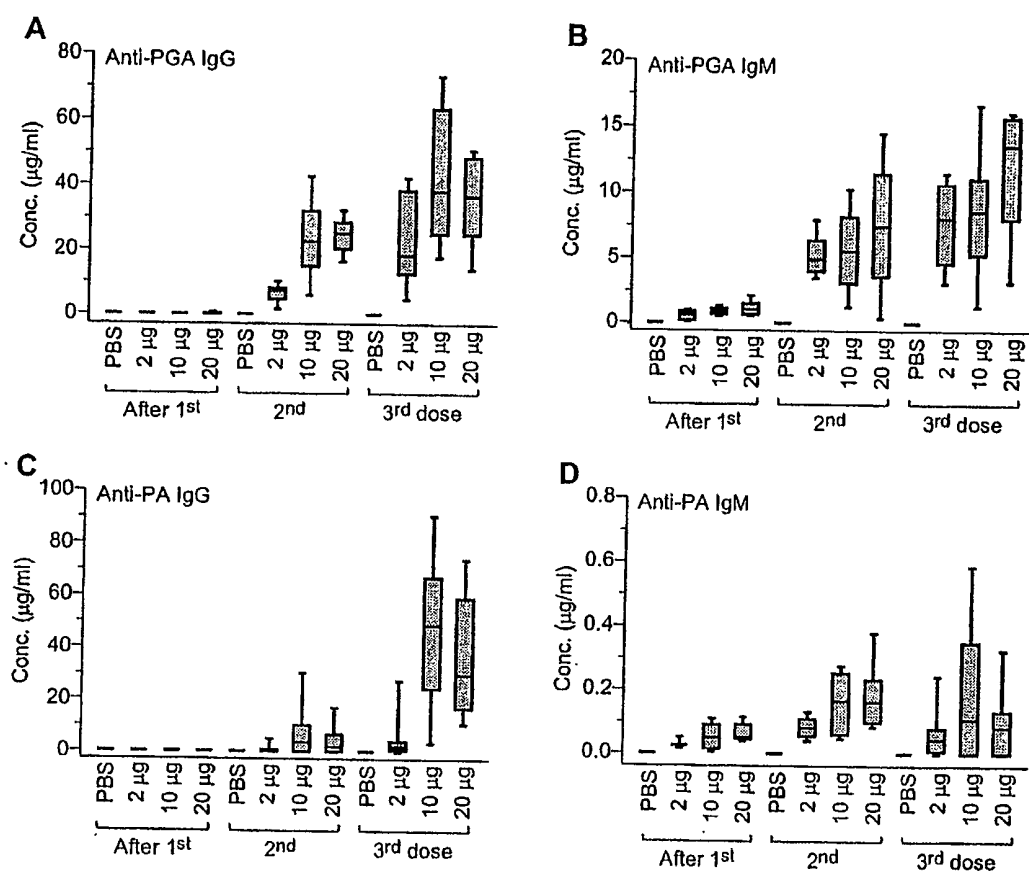 A
Anti-PGA IgG
80
60
40
20
0
Conc. (μg/ml)
PBS
2 μg
10 μg
20 μg
PBS
2 μg
10 μg
20 μg
PBS
2 μg
10 μg
20 μg
After 1st
2nd
3rd dose
B
Anti-PGA IgM
20
15
10
5
0
Conc. (μg/ml)
PBS
2 μg
10 μg
20 μg
PBS
2 μg
10 μg
20 μg
PBS
2 μg
10 μg
20 μg
After 1st
2nd
3rd dose
C
Anti-PA IgG
100
80
60
40
20
0
Conc. (μg/ml)
PBS
2 μg
10 μg
20 μg
PBS
2 μg
10 μg
20 μg
PBS
2 μg
10 μg
20 μg
After 1st
2nd
3rd dose
D
Anti-PA IgM
0.8
0.6
0.4
0.2
0.0
Conc. (μg/ml)
PBS
2 μg
10 μg
20 μg
PBS
2 μg
10 μg
20 μg
PBS
2 μg
10 μg
20 μg
After 1st
2nd
3rd dose